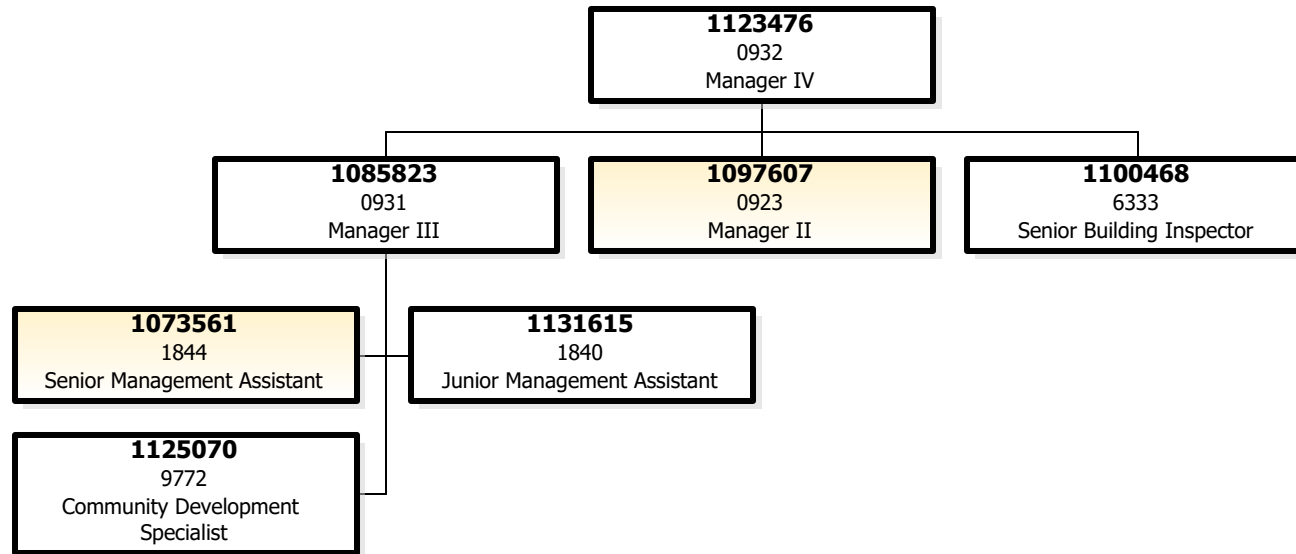 1123476
0932
Manager IV
1085823
0931
Manager III
1097607
0923
Manager II
1100468
6333
Senior Building Inspector
1073561
1844
Senior Management Assistant
1131615
1840
Junior Management Assistant
1125070
9772
Community Development
Specialist